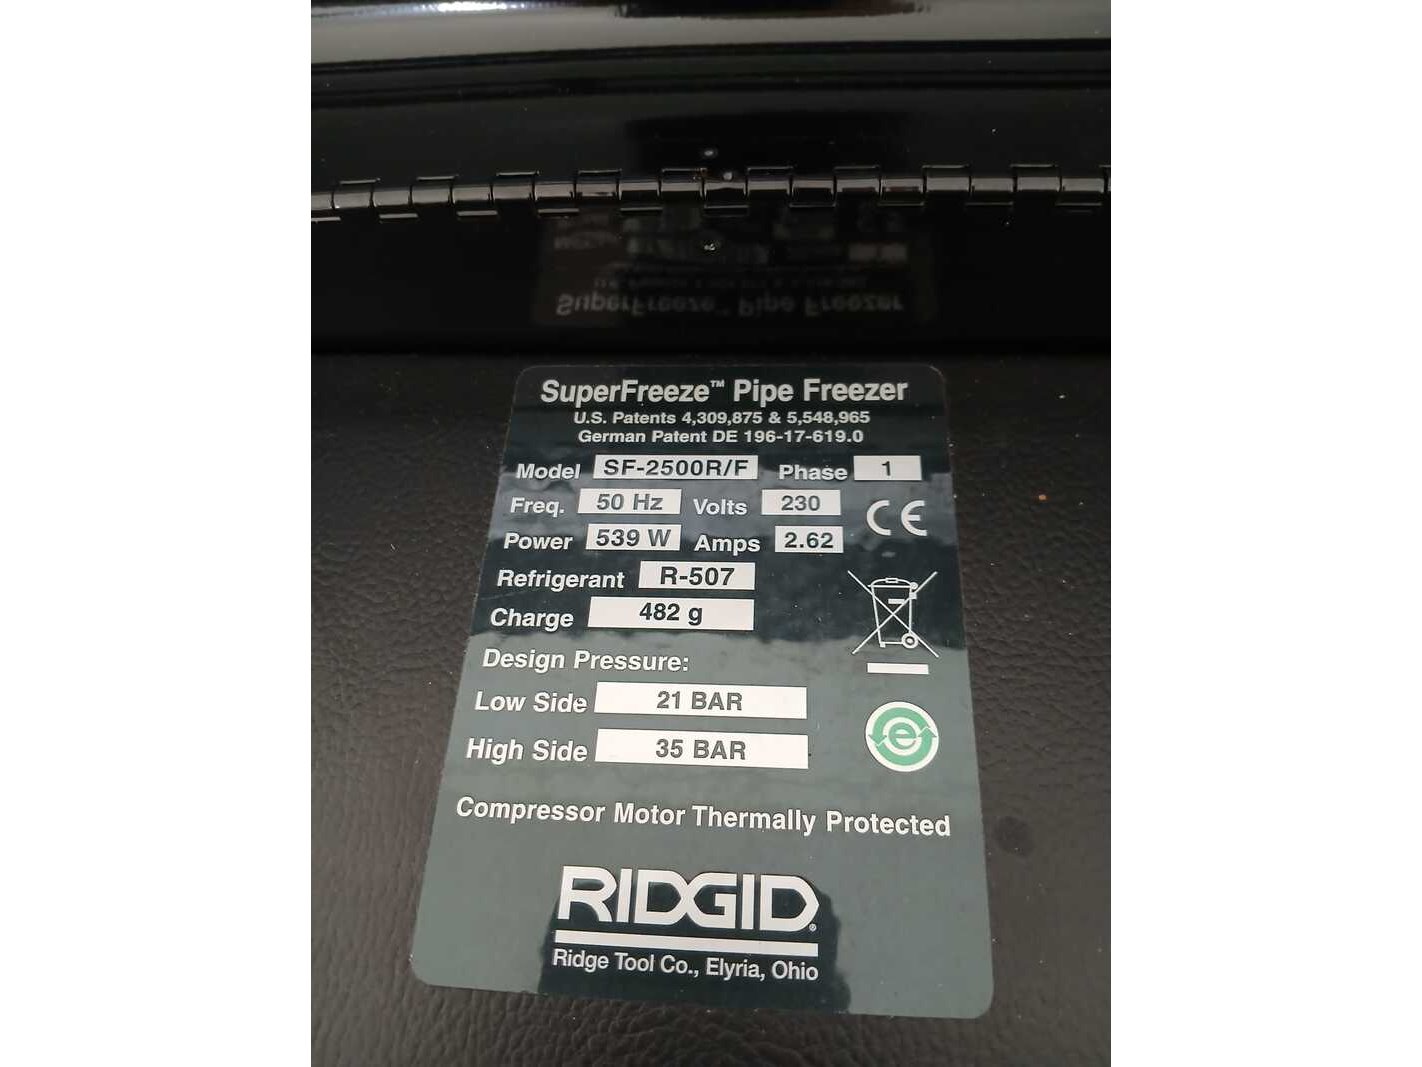 SuperFreeze™ Pipe Freezer
U.S. Patents 4,309,875 & 5,548,965
German Patent DE 196-17-619.0
Model SF-2500R/F Phase 1
Freq. 50 Hz Volts 230
CE
Power 539 W Amps 2.62
Refrigerant R-507
Charge 482 g
Design Pressure:
Low Side 21 BAR
e
High Side 35 BAR
Compressor Motor Thermally Protected
RIDGID®
Ridge Tool Co., Elyria, Ohio